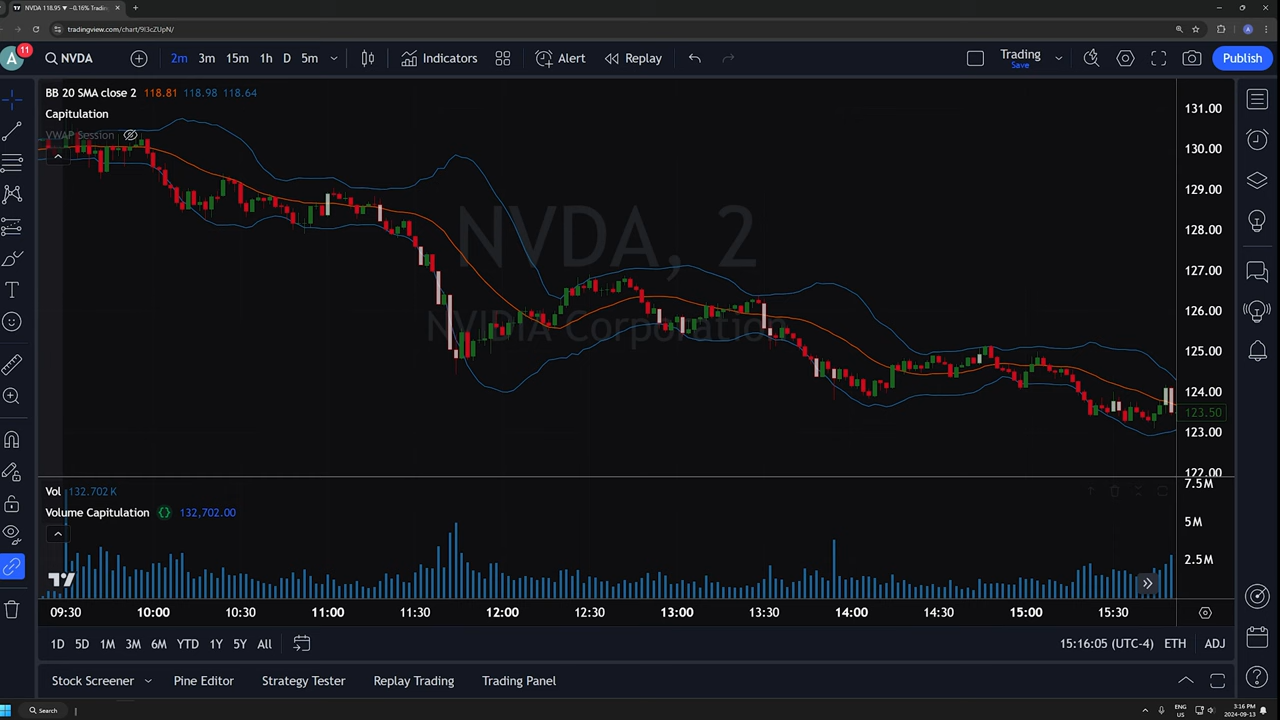 NVDA 118.95 ▼ −0.16% Tradin
tradingview.com/chart/9I3cZUpN/
A
A
11
NVDA
2m
3m
15m
1h
D
5m
Indicators
Alert
Replay
Trading
Save
Publish
BB 20 SMA close 2 118.81 118.98 118.64
Capitulation
VWAP Session
NVDA, 2
NVIDIA Corporation
131.00
130.00
129.00
128.00
127.00
126.00
125.00
124.00
123.50
123.00
122.00
Vol 132.702 K
Volume Capitulation {} 132,702.00
7.5M
5M
2.5M
09:30 10:00 10:30 11:00 11:30 12:00 12:30 13:00 13:30 14:00 14:30 15:00 15:30
1D 5D 1M 3M 6M YTD 1Y 5Y All
15:16:05 (UTC-4) ETH ADJ
Stock Screener Pine Editor Strategy Tester Replay Trading Trading Panel
Search
ENG
US
3:16 PM
2024-09-13